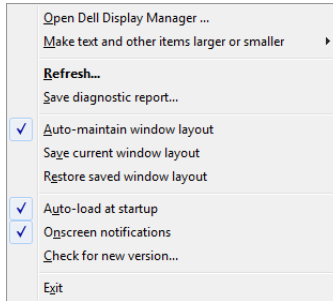 Open Dell Display Manager ...
Make text and other items larger or smaller
Refresh...
Save diagnostic report...
Auto-maintain window layout
Save current window layout
Restore saved window layout
Auto-load at startup
Onscreen notifications
Check for new version...
Exit